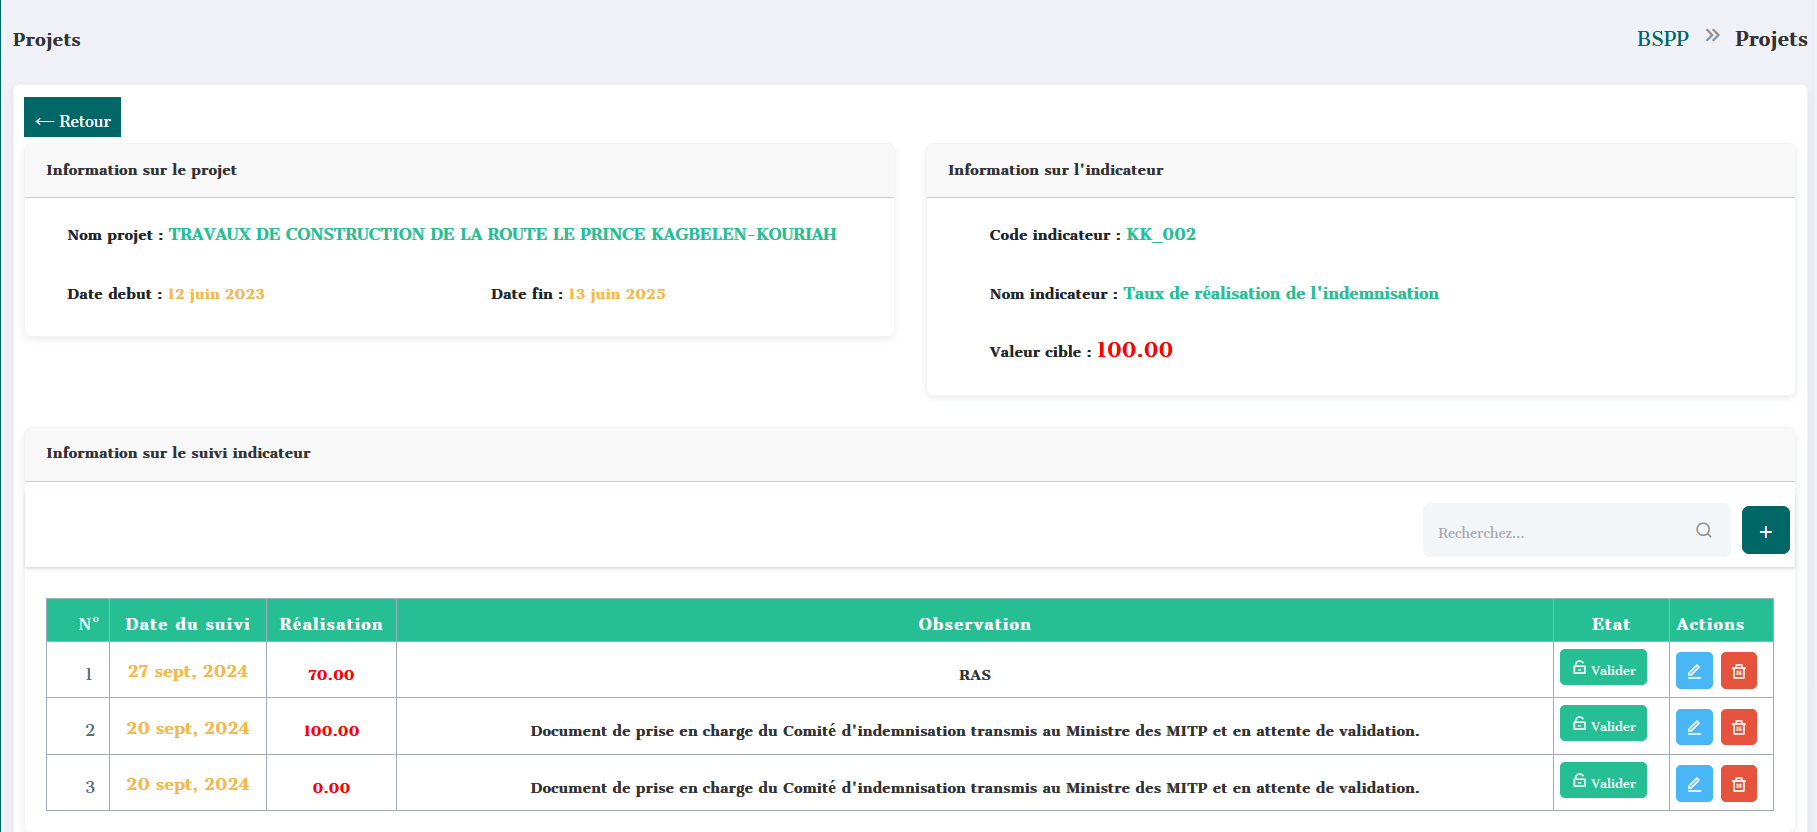 Projets
BSPP » Projets
← Retour
Information sur le projet
Nom projet : TRAVAUX DE CONSTRUCTION DE LA ROUTE LE PRINCE KAGBELEN-KOURIAH
Date debut : 12 juin 2023 Date fin : 13 juin 2025
Information sur l'indicateur
Code indicateur : KK_002
Nom indicateur : Taux de réalisation de l'indemnisation
Valeur cible : 100.00
Information sur le suivi indicateur
Recherchez... +
N° Date du suivi Réalisation Observation Etat Actions
1 27 sept, 2024 70.00 RAS Valider
2 20 sept, 2024 100.00 Document de prise en charge du Comité d'indemnisation transmis au Ministre des MITP et en attente de validation. Valider
3 20 sept, 2024 0.00 Document de prise en charge du Comité d'indemnisation transmis au Ministre des MITP et en attente de validation. Valider